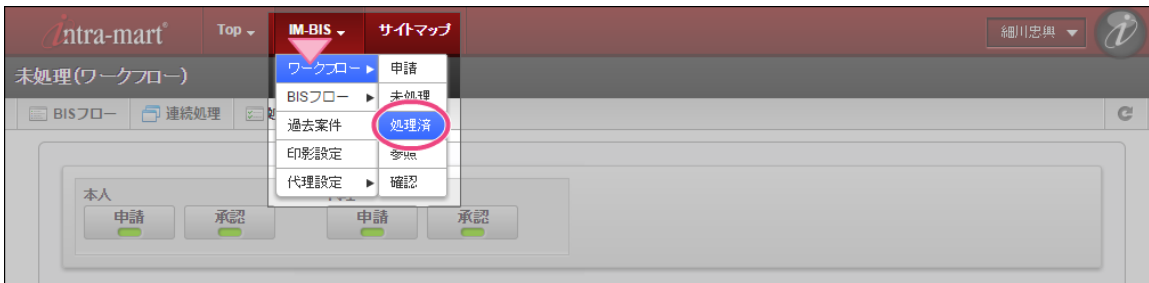 intra-mart® Top IM-BIS サイトマップ 細川忠興
未処理(ワークフロー) ワークフロー 申請
BISフロー 連続処理 BISフロー 未処理
過去案件 処理済
印影設定 参照
本人 代理設定 確認
申請 承認 申請 承認